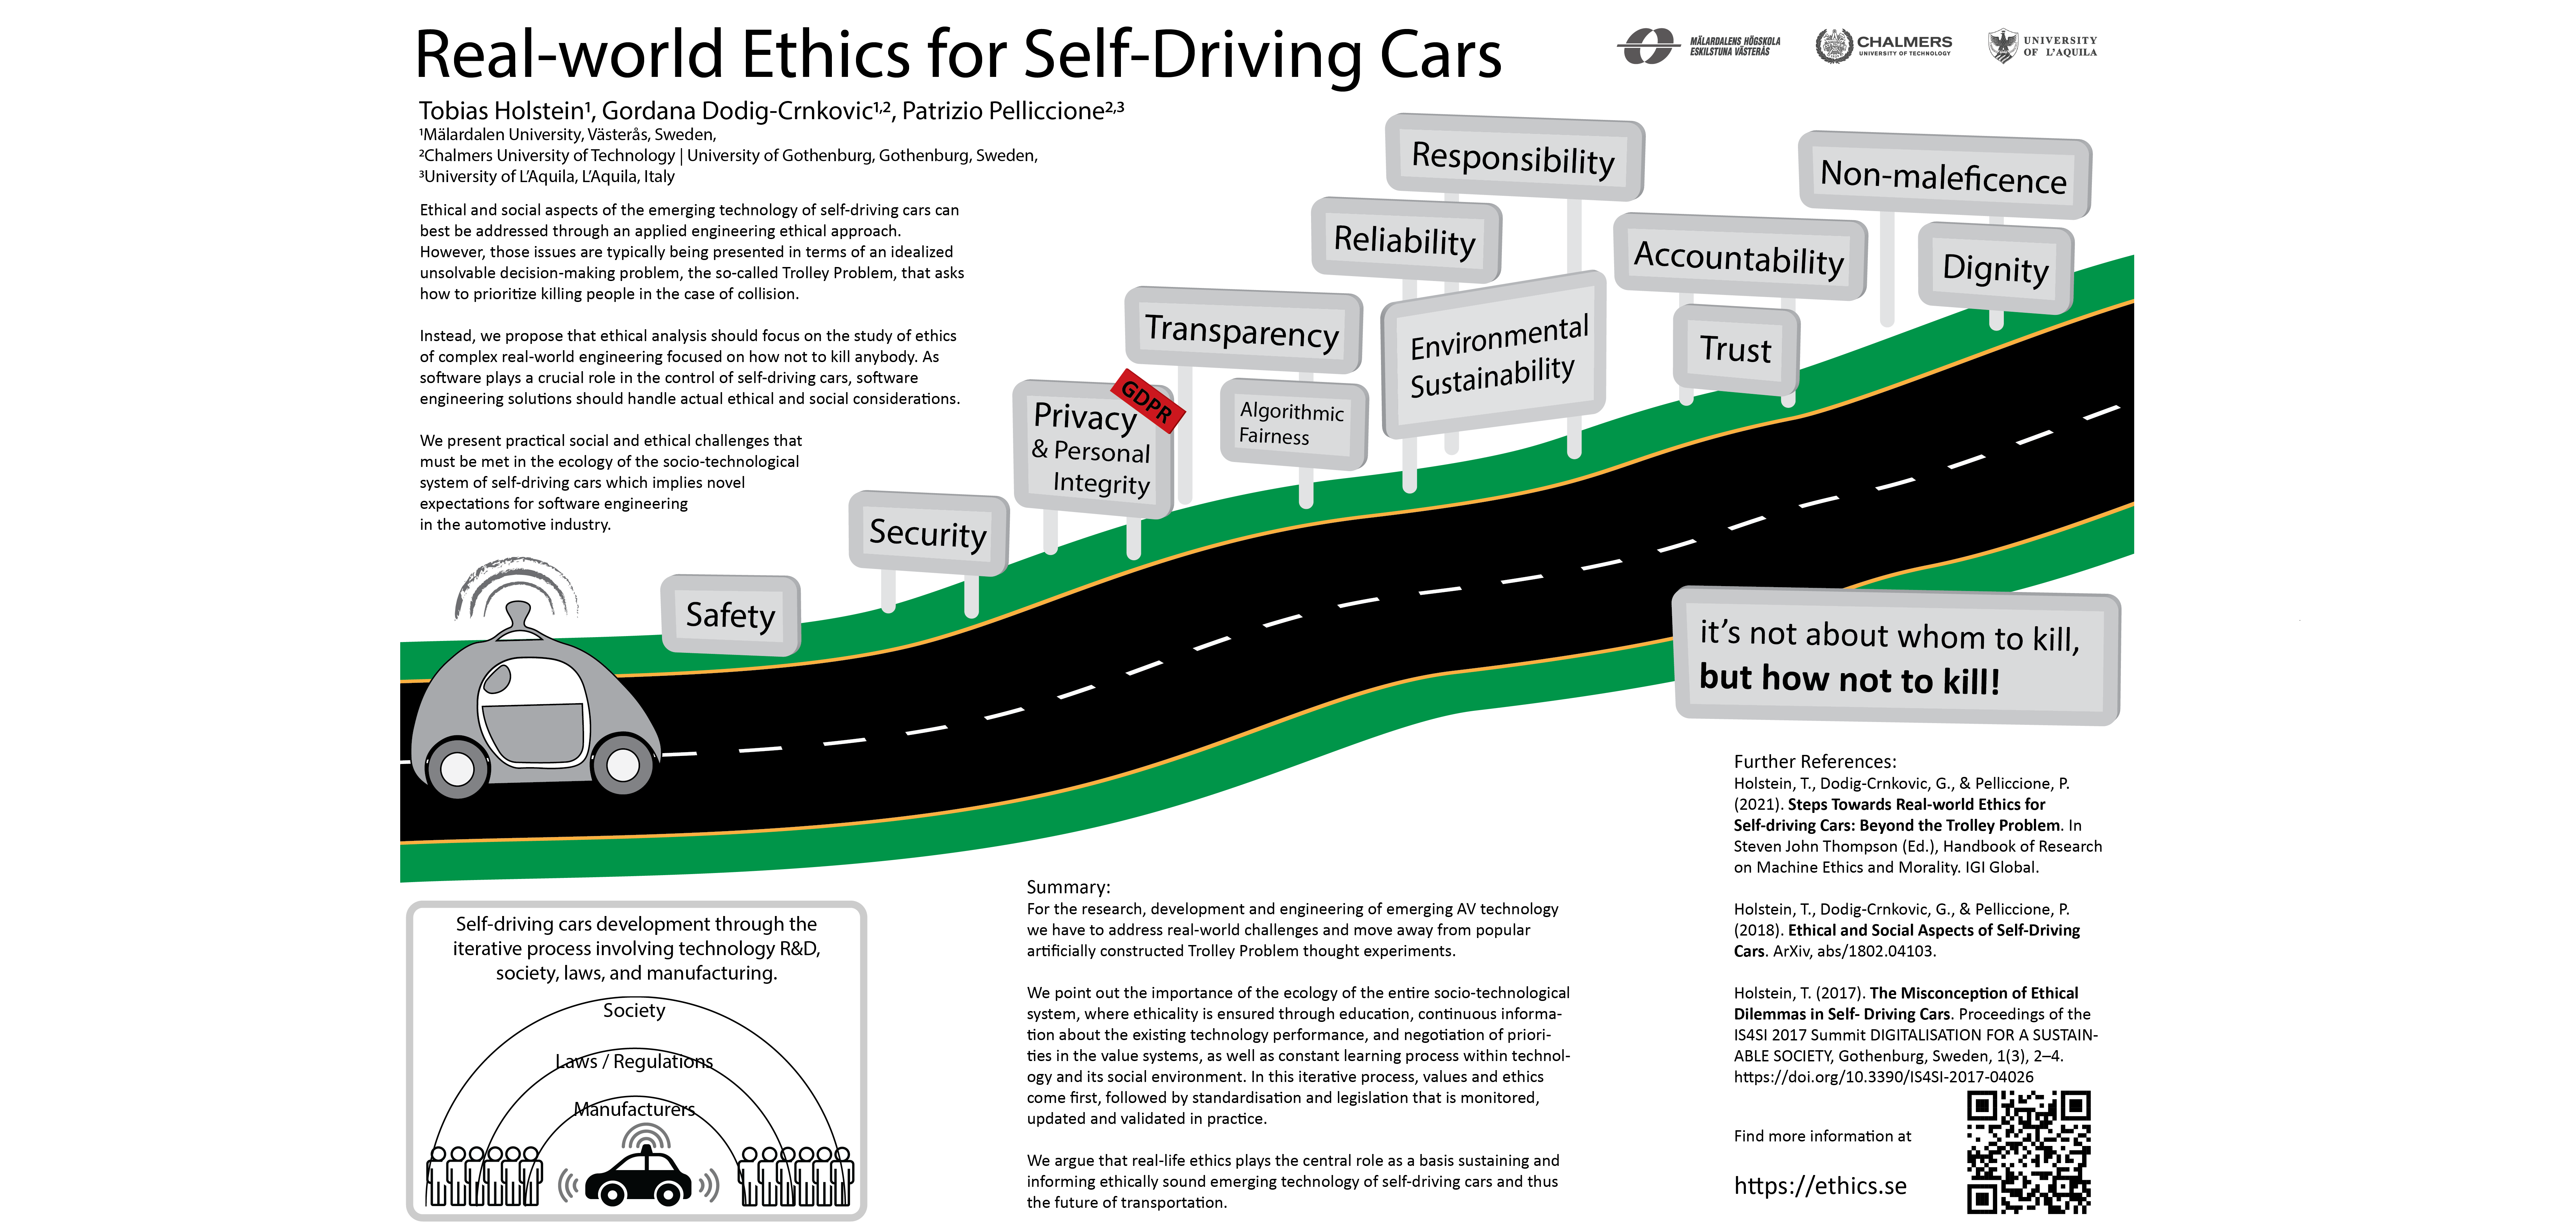 Real-world Ethics for Self-Driving Cars
MÄLARDALENS HÖGSKOLA
ESKILSTUNA VÄSTERÅS
CHALMERS
UNIVERSITY OF TECHNOLOGY
UNIVERSITY
OF L'AQUILA
Tobias Holstein¹, Gordana Dodig-Crnkovic¹,², Patrizio Pelliccione²,³
¹Mälardalen University, Västerås, Sweden,
²Chalmers University of Technology | University of Gothenburg, Gothenburg, Sweden,
³University of L'Aquila, L'Aquila, Italy
Ethical and social aspects of the emerging technology of self-driving cars can
best be addressed through an applied engineering ethical approach.
However, those issues are typically being presented in terms of an idealized
unsolvable decision-making problem, the so-called Trolley Problem, that asks
how to prioritize killing people in the case of collision.
Instead, we propose that ethical analysis should focus on the study of ethics
of complex real-world engineering focused on how not to kill anybody. As
software plays a crucial role in the control of self-driving cars, software
engineering solutions should handle actual ethical and social considerations.
We present practical social and ethical challenges that
must be met in the ecology of the socio-technological
system of self-driving cars which implies novel
expectations for software engineering
in the automotive industry.
Safety
Security
Privacy
& Personal
Integrity
GDPR
Transparency
Algorithmic
Fairness
Reliability
Responsibility
Environmental
Sustainability
Accountability
Trust
Non-maleficence
Dignity
it's not about whom to kill,
but how not to kill!
Self-driving cars development through the
iterative process involving technology R&D,
society, laws, and manufacturing.
Society
Laws / Regulations
Manufacturers
Summary:
For the research, development and engineering of emerging AV technology
we have to address real-world challenges and move away from popular
artificially constructed Trolley Problem thought experiments.
We point out the importance of the ecology of the entire socio-technological
system, where ethicality is ensured through education, continuous informa-
tion about the existing technology performance, and negotiation of priori-
ties in the value systems, as well as constant learning process within technol-
ogy and its social environment. In this iterative process, values and ethics
come first, followed by standardisation and legislation that is monitored,
updated and validated in practice.
We argue that real-life ethics plays the central role as a basis sustaining and
informing ethically sound emerging technology of self-driving cars and thus
the future of transportation.
Further References:
Holstein, T., Dodig-Crnkovic, G., & Pelliccione, P.
(2021). Steps Towards Real-world Ethics for
Self-driving Cars: Beyond the Trolley Problem. In
Steven John Thompson (Ed.), Handbook of Research
on Machine Ethics and Morality. IGI Global.
Holstein, T., Dodig-Crnkovic, G., & Pelliccione, P.
(2018). Ethical and Social Aspects of Self-Driving
Cars. ArXiv, abs/1802.04103.
Holstein, T. (2017). The Misconception of Ethical
Dilemmas in Self- Driving Cars. Proceedings of the
IS4SI 2017 Summit DIGITALISATION FOR A SUSTAIN-
ABLE SOCIETY, Gothenburg, Sweden, 1(3), 2–4.
https://doi.org/10.3390/IS4SI-2017-04026
Find more information at
https://ethics.se